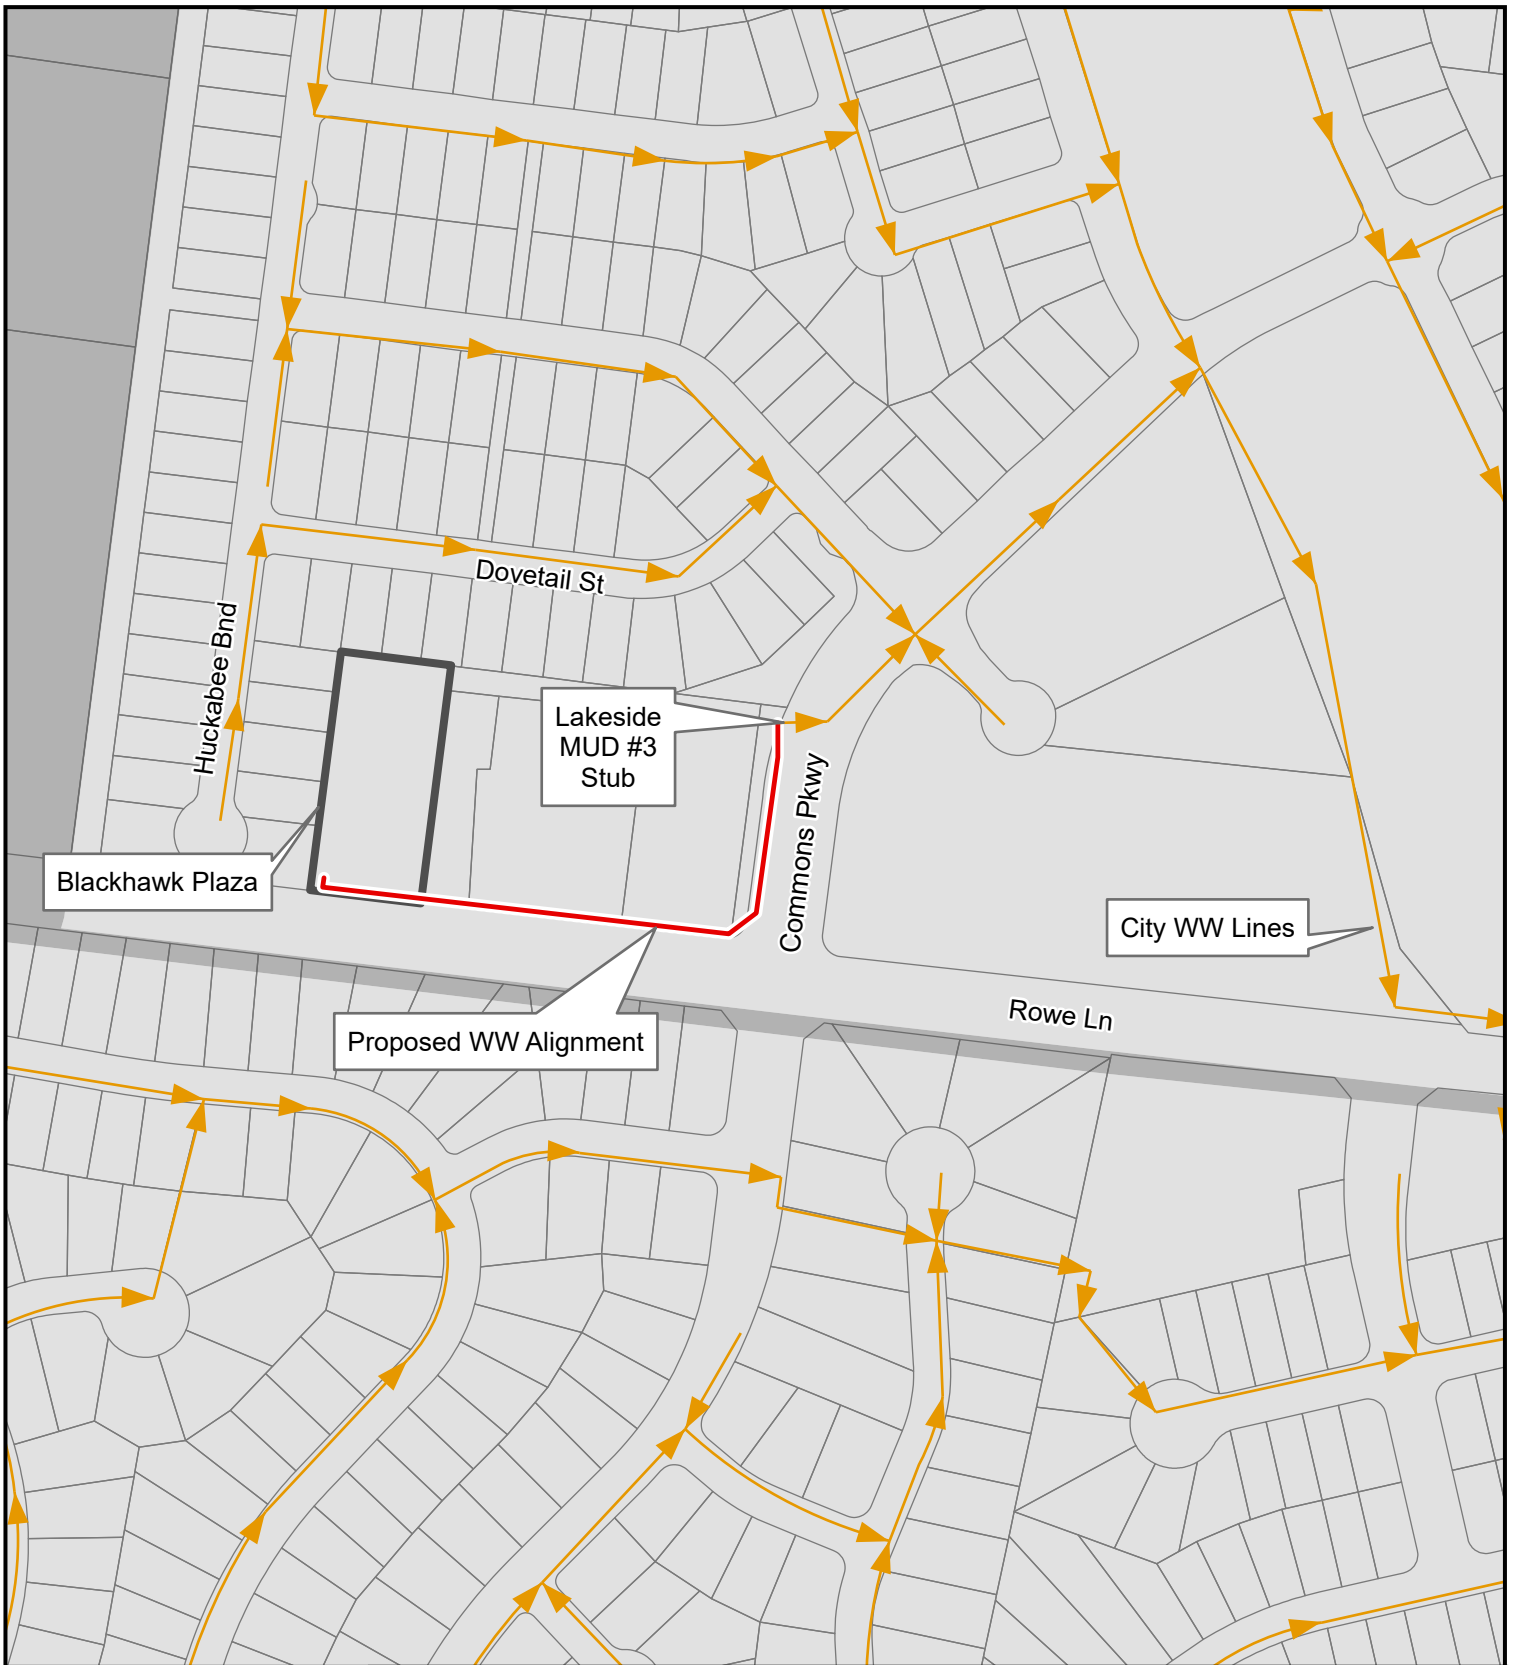 Dovetail St
Huckabee Bnd
Lakeside
MUD #3
Stub
Commons Pkwy
Blackhawk Plaza
City WW Lines
Rowe Ln
Proposed WW Alignment